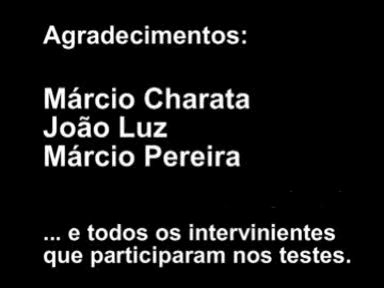 Agradecimentos:
Márcio Charata
João Luz
Márcio Pereira
... e todos os intervinientes
que participaram nos testes.